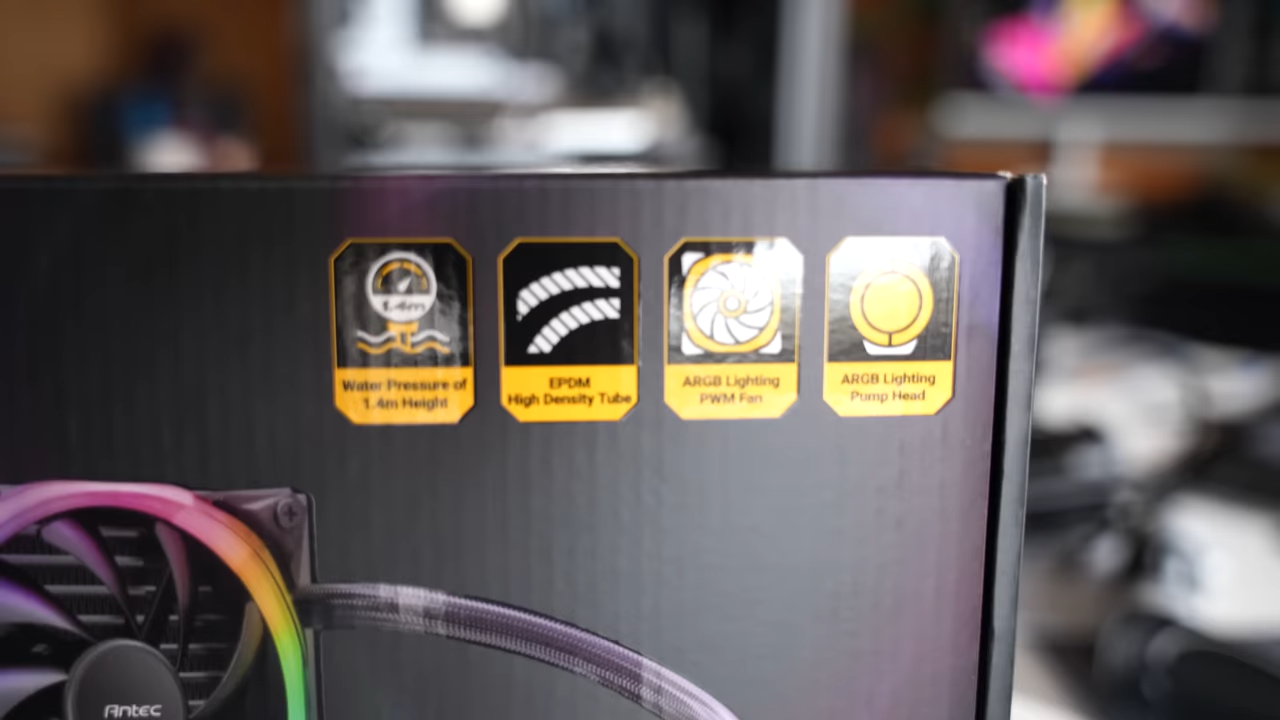 1.4m
Water Pressure of
1.4m Height
EPDM
High Density Tube
ARGB Lighting
PWM Fan
ARGB Lighting
Pump Head
Antec